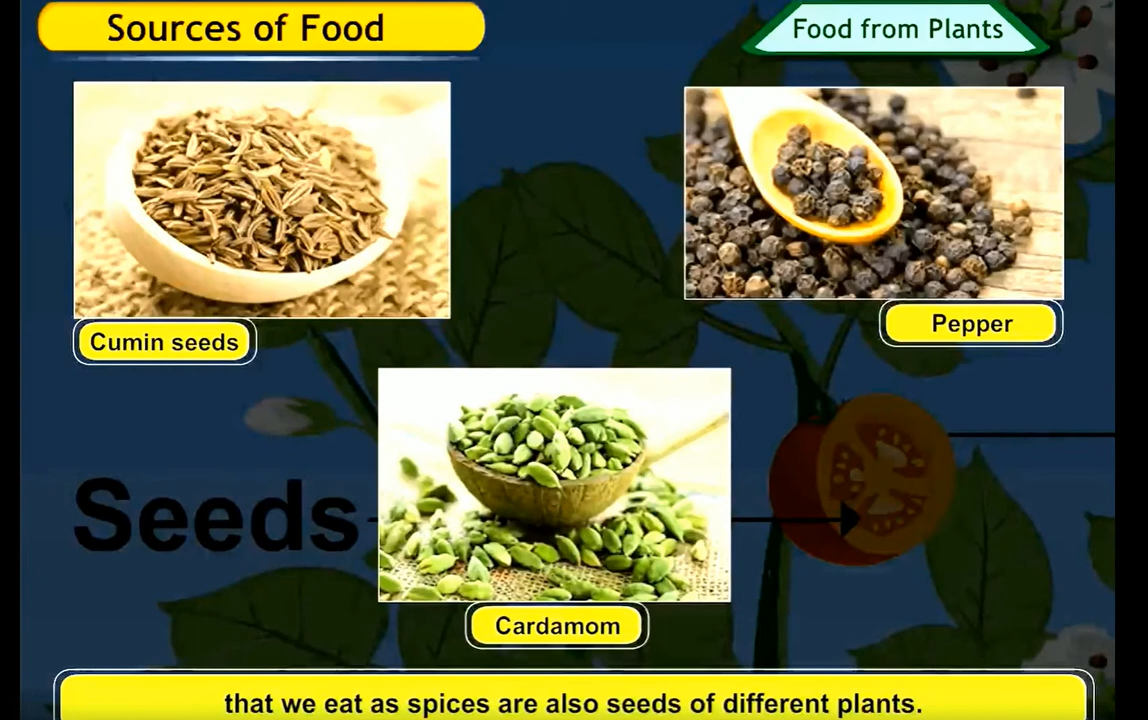 Sources of Food
Food from Plants
Cumin seeds
Pepper
Seeds
Cardamom
that we eat as spices are also seeds of different plants.